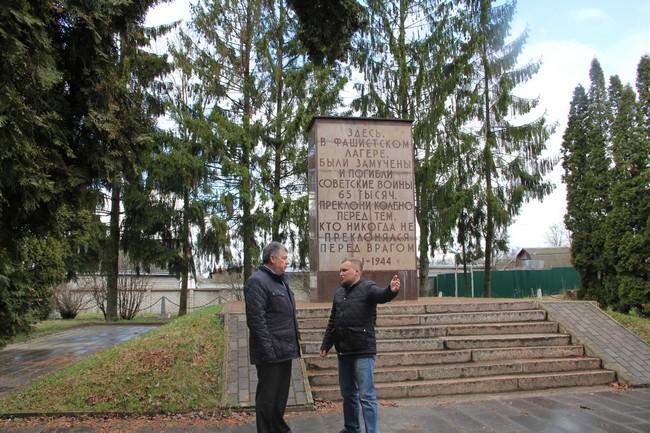 ЗДЕСЬ,
В ФАШИСТСКОМ
ЛАГЕРЕ,
БЫЛИ ЗАМУЧЕНЫ
И ПОГИБЛИ
СОВЕТСКИЕ ВОИНЫ
65 ТЫСЯЧ.
ПРЕКЛОНИ КОЛЕНО
ПЕРЕД ТЕМ,
КТО НИКОГДА НЕ
ПРЕКЛОНЯЛСЯ
ПЕРЕД ВРАГОМ
1944